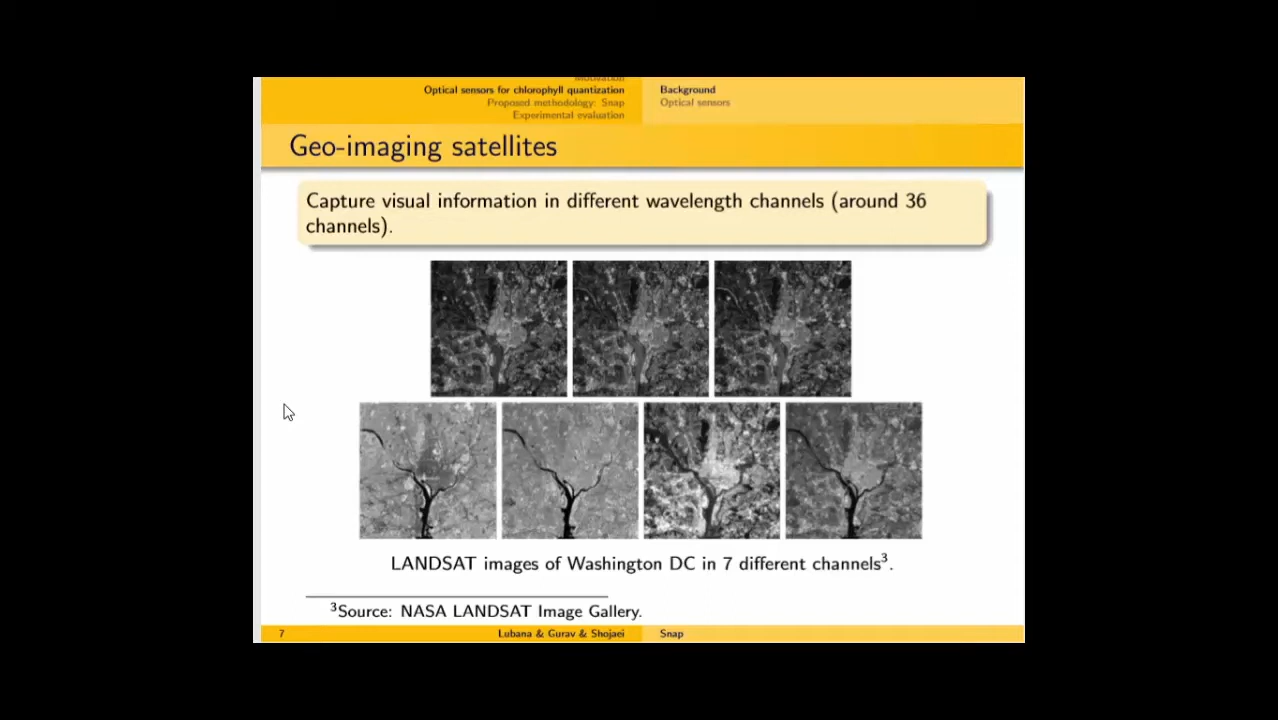 Motivation
Optical sensors for chlorophyll quantization
Proposed methodology: Snap
Experimental evaluation
Background
Optical sensors
Geo-imaging satellites
Capture visual information in different wavelength channels (around 36
channels).
LANDSAT images of Washington DC in 7 different channels³.
³Source: NASA LANDSAT Image Gallery.
7
Lubana & Gurav & Shojaei
Snap